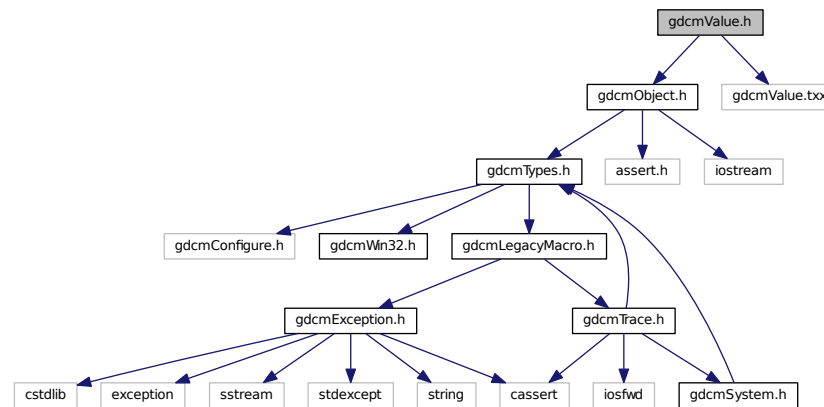 gdcmValue.h
gdcmObject.h
gdcmValue.txx
gdcmTypes.h
assert.h
iostream
gdcmConfigure.h
gdcmWin32.h
gdcmLegacyMacro.h
gdcmException.h
gdcmTrace.h
cstdlib
exception
sstream
stdexcept
string
cassert
iosfwd
gdcmSystem.h